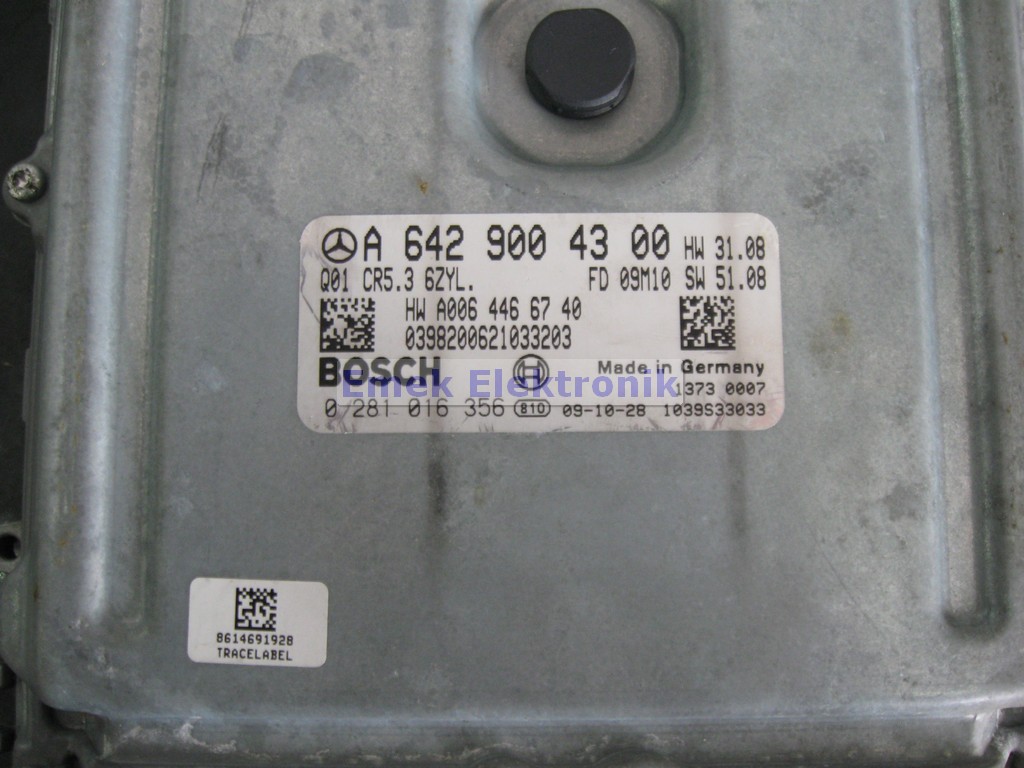 A 642 900 43 00 HW 31.08
Q01 CR5.3 6ZYL. FD 09M10 SW 51.08
HW A006 446 67 40
0398200621033203
BOSCH Made in Germany
Emek Elektronik
1373 0007
0 281 016 356 810 09-10-28 1039S33033
8614691928
TRACELABEL